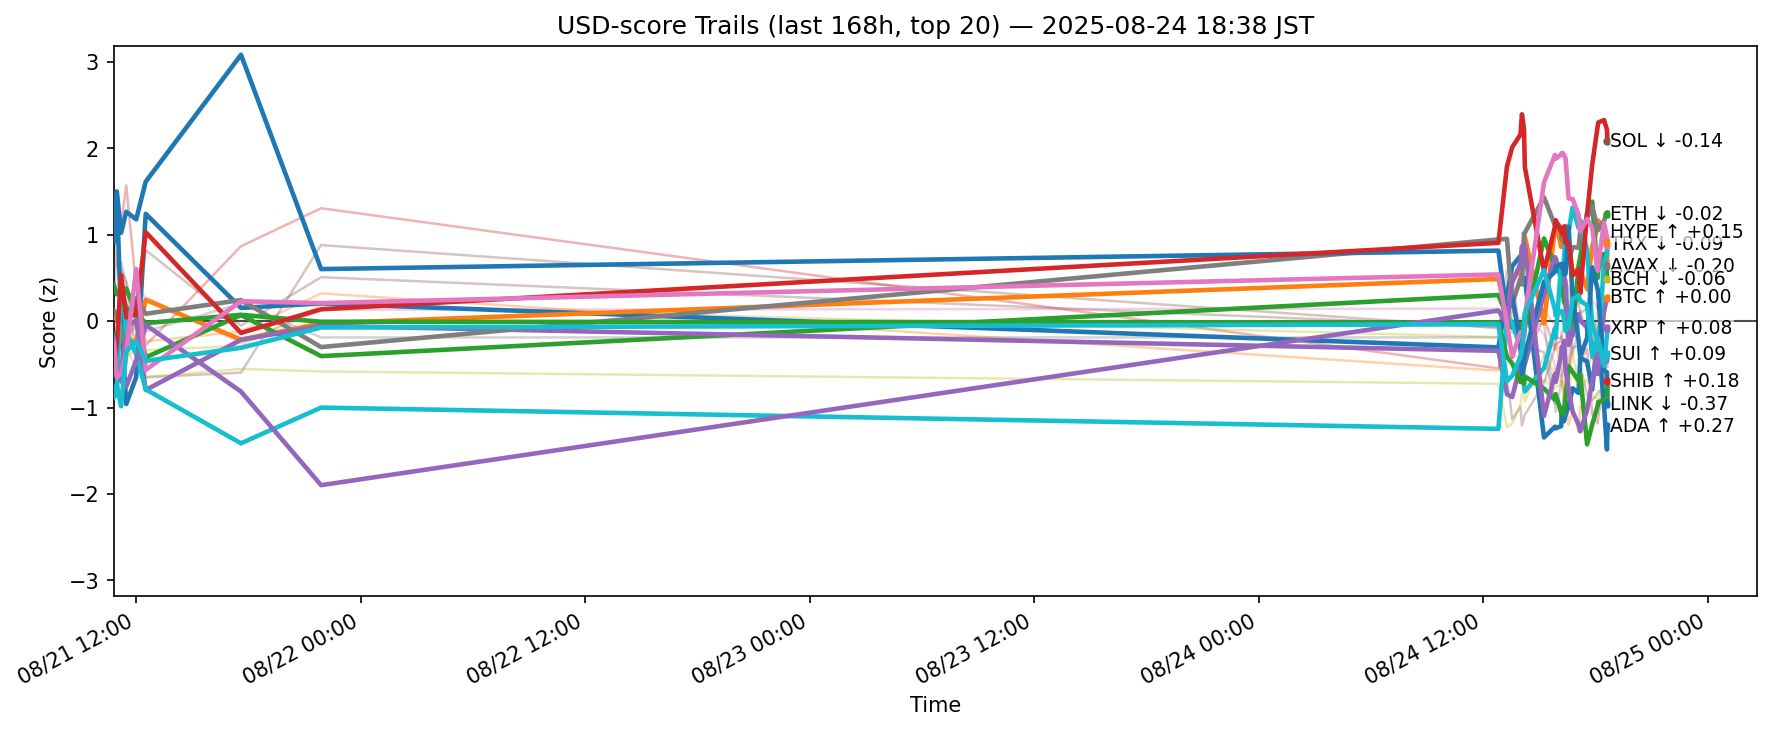 USD-score Trails (last 168h, top 20) — 2025-08-24 18:38 JST
Score (z)
3
2
1
0
−1
−2
−3
SOL ↓ -0.14
ETH ↓ -0.02
HYPE ↑ +0.15
TRX ↓ -0.09
AVAX ↓ -0.20
BCH ↓ -0.06
BTC ↑ +0.00
XRP ↑ +0.08
SUI ↑ +0.09
SHIB ↑ +0.18
LINK ↓ -0.37
ADA ↑ +0.27
08/21 12:00
08/22 00:00
08/22 12:00
08/23 00:00
08/23 12:00
08/24 00:00
08/24 12:00
08/25 00:00
Time